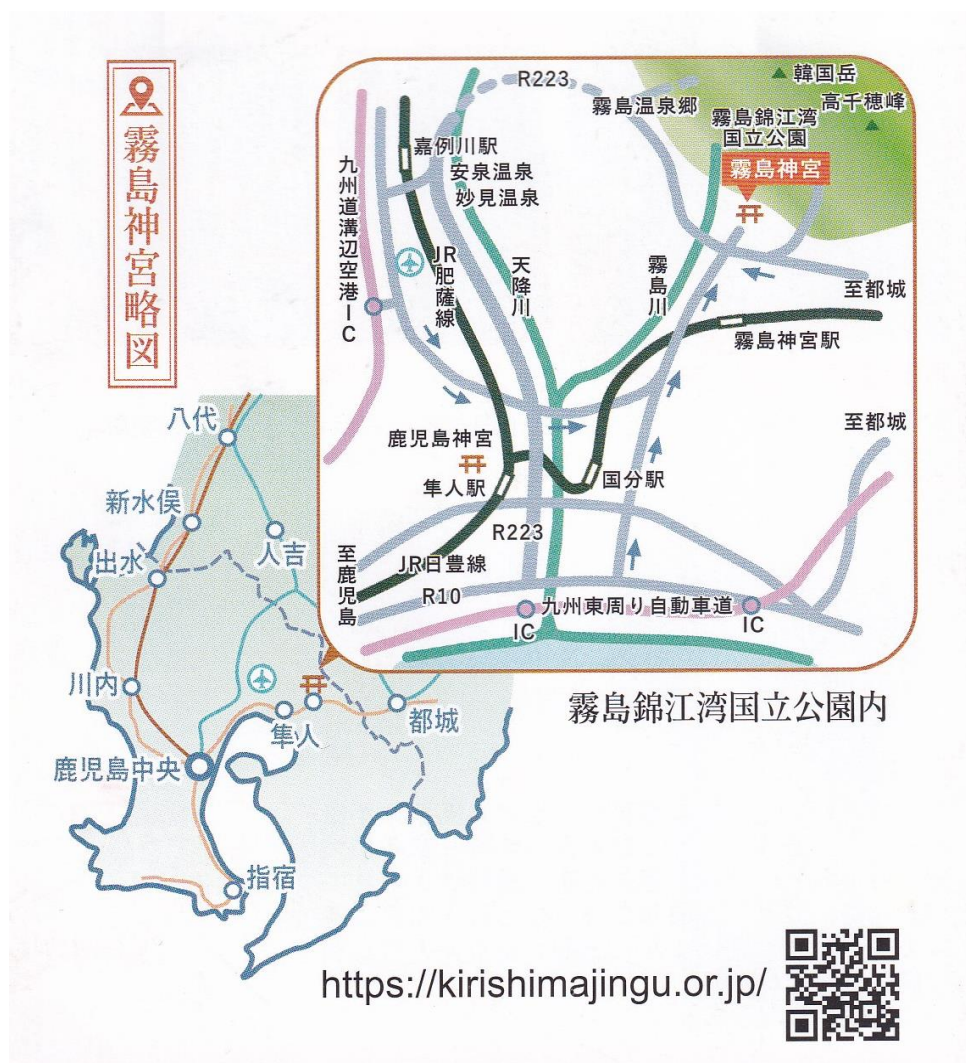 霧島神宮略図
R223
韓国岳
高千穂峰
霧島温泉郷
霧島錦江湾
国立公園
霧島神宮
嘉例川駅
安泉温泉
妙見温泉
九州道溝辺空港IC
JR肥薩線
天降川
霧島川
至都城
霧島神宮駅
至都城
鹿児島神宮
隼人駅
国分駅
R223
至鹿児島
JR日豊線
R10
九州東周り自動車道
IC
IC
八代
新水俣
人吉
出水
川内
隼人
都城
鹿児島中央
指宿
霧島錦江湾国立公園内
https://kirishimajingu.or.jp/